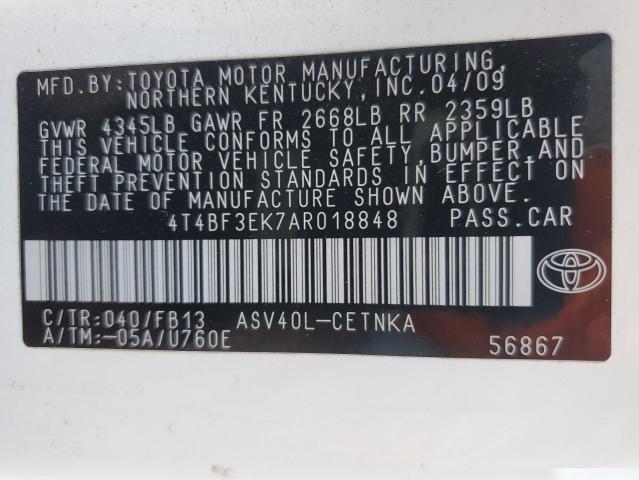 MFD. BY: TOYOTA MOTOR MANUFACTURING,
NORTHERN KENTUCKY, INC. 04/09
GVWR 4345LB GAWR FR 2668LB RR 2359LB
THIS VEHICLE CONFORMS TO ALL APPLICABLE
FEDERAL MOTOR VEHICLE SAFETY, BUMPER, AND
THEFT PREVENTION STANDARDS IN EFFECT ON
THE DATE OF MANUFACTURE SHOWN ABOVE.
4T4BF3EK7AR018848 PASS.CAR
C/TR: 040/FB13 ASV40L-CETNKA
A/TM: -05A/U760E
56867